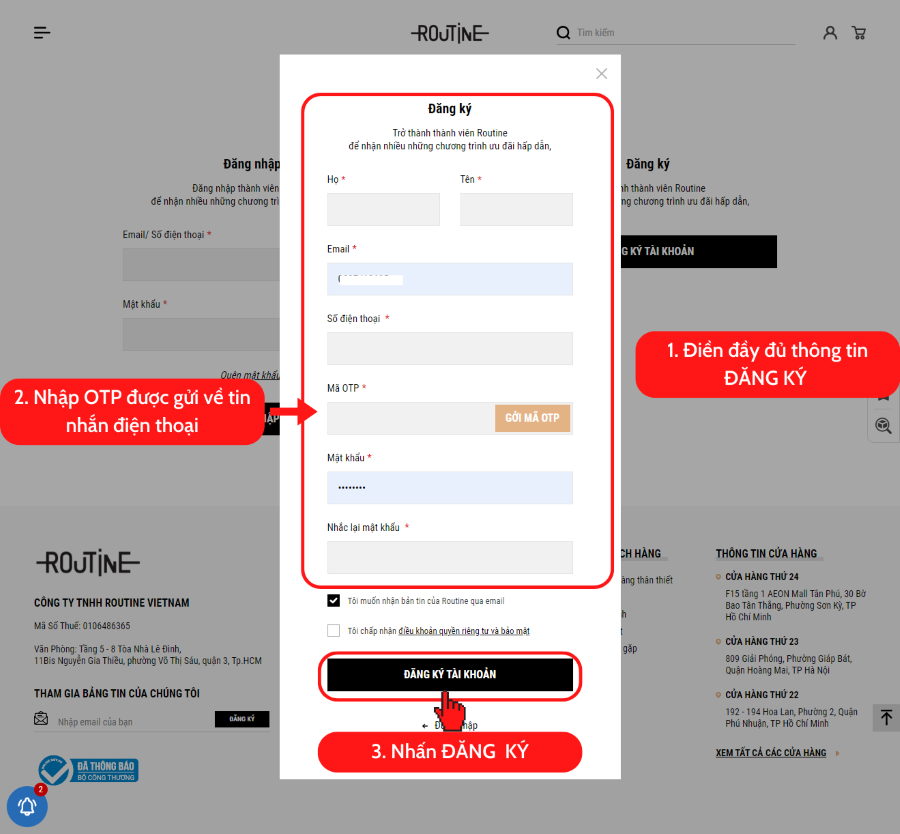 ROUTINE
Tìm kiếm
Đăng nhập
Đăng nhập thành viên
để nhận nhiều những chương
Email/ Số điện thoại *
Mật khẩu *
Quên mật khẩu
Đăng ký
Trở thành thành viên Routine
để nhận nhiều những chương trình ưu đãi hấp dẫn,
Họ *
Tên *
Email *
Số điện thoại *
Mã OTP *
GỞI MÃ OTP
Mật khẩu *
••••••••
Nhắc lại mật khẩu *
Tôi muốn nhận bản tin của Routine qua email
Tôi chấp nhận điều khoản quyền riêng tư và bảo mật
ĐĂNG KÝ TÀI KHOẢN
3. Nhấn ĐĂNG KÝ
Đăng ký
thành viên Routine
chương trình ưu đãi hấp dẫn,
KÝ TÀI KHOẢN
1. Điền đầy đủ thông tin
ĐĂNG KÝ
2. Nhập OTP được gửi về tin
nhắn điện thoại
ROUTINE
CÔNG TY TNHH ROUTINE VIETNAM
Mã Số Thuế: 0106486365
Văn Phòng: Tầng 5 - 8 Tòa Nhà Lê Đình,
11Bis Nguyễn Gia Thiều, phường Võ Thị Sáu, quận 3, Tp.HCM
THAM GIA BẢNG TIN CỦA CHÚNG TÔI
Nhập email của bạn
ĐĂNG KÝ
ĐÃ THÔNG BÁO
BỘ CÔNG THƯƠNG
2
HÀNG
thân thiết
gặp
THÔNG TIN CỬA HÀNG
CỬA HÀNG THỨ 24
F15 tầng 1 AEON Mall Tân Phú, 30 Bờ
Bao Tân Thắng, Phường Sơn Kỳ, TP
Hồ Chí Minh
CỬA HÀNG THỨ 23
809 Giải Phóng, Phường Giáp Bát,
Quận Hoàng Mai, TP Hà Nội
CỬA HÀNG THỨ 22
192 - 194 Hoa Lan, Phường 2, Quận
Phú Nhuận, TP Hồ Chí Minh
XEM TẤT CẢ CÁC CỬA HÀNG